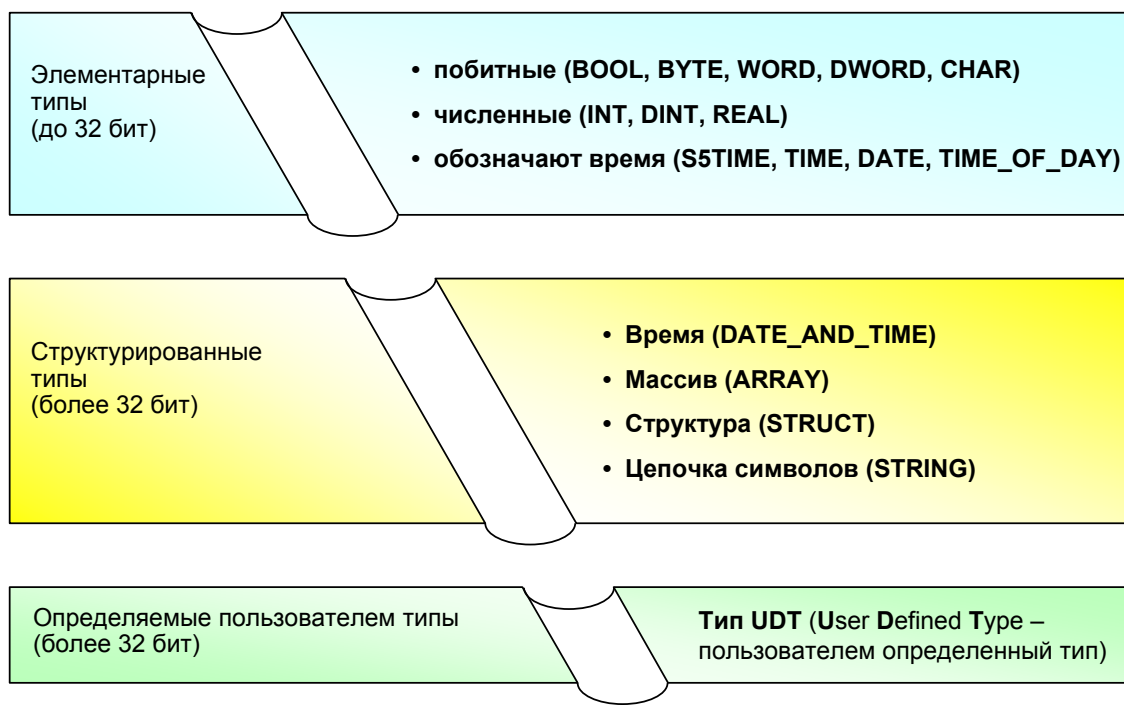 Элементарные
типы
(до 32 бит)
• побитные (BOOL, BYTE, WORD, DWORD, CHAR)
• численные (INT, DINT, REAL)
• обозначают время (S5TIME, TIME, DATE, TIME_OF_DAY)
Структурированные
типы
(более 32 бит)
• Время (DATE_AND_TIME)
• Массив (ARRAY)
• Структура (STRUCT)
• Цепочка символов (STRING)
Определяемые пользователем типы
(более 32 бит)
Тип UDT (User Defined Type –
пользователем определенный тип)